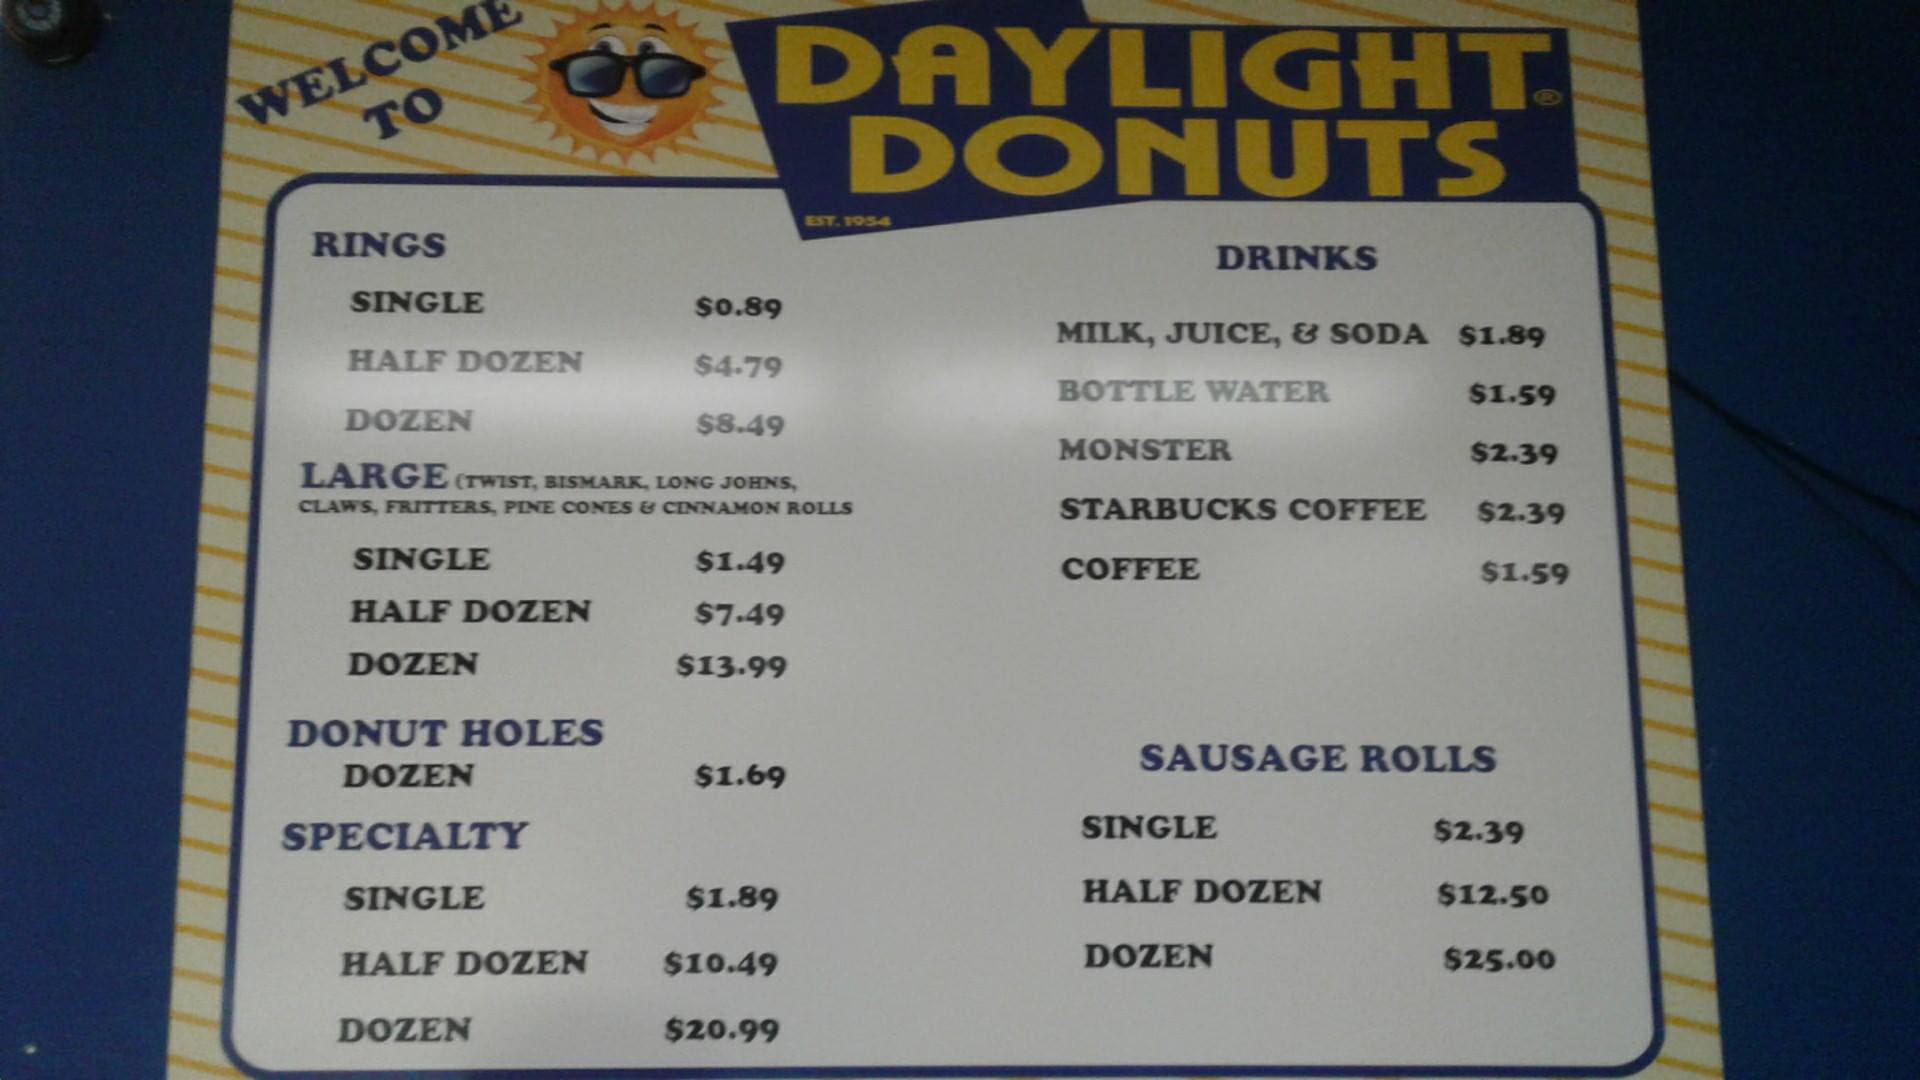 WELCOME
TO
DAYLIGHT®
DONUTS
EST. 1954
RINGS
SINGLE $0.89
HALF DOZEN $4.79
DOZEN $8.49
LARGE (TWIST, BISMARK, LONG JOHNS,
CLAWS, FRITTERS, PINE CONES & CINNAMON ROLLS
SINGLE $1.49
HALF DOZEN $7.49
DOZEN $13.99
DONUT HOLES
DOZEN $1.69
SPECIALTY
SINGLE $1.89
HALF DOZEN $10.49
DOZEN $20.99
DRINKS
MILK, JUICE, & SODA $1.89
BOTTLE WATER $1.59
MONSTER $2.39
STARBUCKS COFFEE $2.39
COFFEE $1.59
SAUSAGE ROLLS
SINGLE $2.39
HALF DOZEN $12.50
DOZEN $25.00